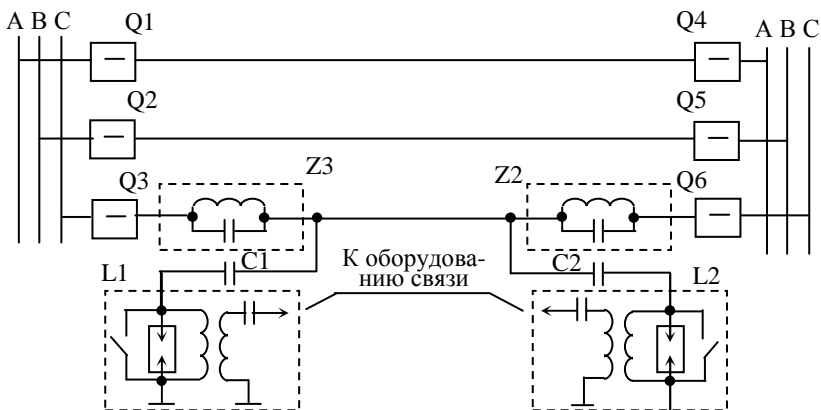 A B C
Q1
Q4
A B C
Q2
Q5
Q3
Z3
Z2
Q6
C1
К оборудова-
нию связи
C2
L1
L2